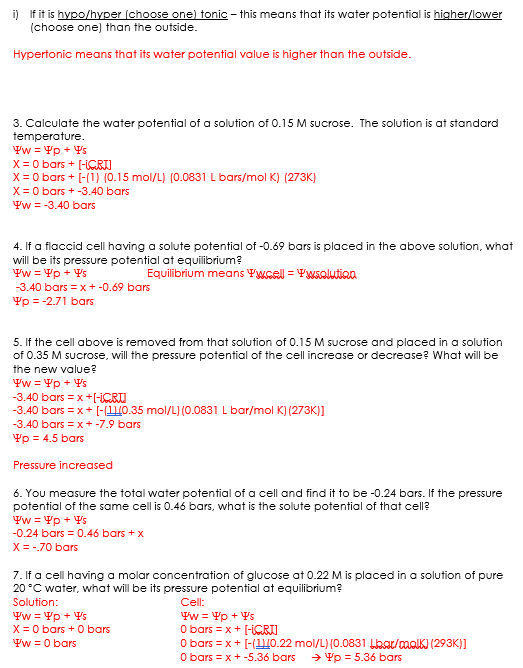 i) If it is hypo/hyper (choose one) tonic – this means that its water potential is higher/lower
(choose one) than the outside.
Hypertonic means that its water potential value is higher than the outside.
3. Calculate the water potential of a solution of 0.15 M sucrose. The solution is at standard
temperature.
Ψw = Ψp + Ψs
X = 0 bars + [-iCRT]
X = 0 bars + [-(1) (0.15 mol/L) (0.0831 L bars/mol K) (273K)
X = 0 bars + -3.40 bars
Ψw = -3.40 bars
4. If a flaccid cell having a solute potential of -0.69 bars is placed in the above solution, what
will be its pressure potential at equilibrium?
Ψw = Ψp + Ψs Equilibrium means Ψwcell = Ψwsolution
-3.40 bars = x + -0.69 bars
Ψp = -2.71 bars
5. If the cell above is removed from that solution of 0.15 M sucrose and placed in a solution
of 0.35 M sucrose, will the pressure potential of the cell increase or decrease? What will be
the new value?
Ψw = Ψp + Ψs
-3.40 bars = x +[-iCRT]
-3.40 bars = x + [-(1)(0.35 mol/L)(0.0831 L bar/mol K)(273K)]
-3.40 bars = x + -7.9 bars
Ψp = 4.5 bars
Pressure increased
6. You measure the total water potential of a cell and find it to be -0.24 bars. If the pressure
potential of the same cell is 0.46 bars, what is the solute potential of that cell?
Ψw = Ψp + Ψs
-0.24 bars = 0.46 bars + x
X = -.70 bars
7. If a cell having a molar concentration of glucose at 0.22 M is placed in a solution of pure
20 °C water, what will be its pressure potential at equilibrium?
Solution: Cell:
Ψw = Ψp + Ψs Ψw = Ψp + Ψs
X = 0 bars + 0 bars 0 bars = x + [-iCRT]
Ψw = 0 bars 0 bars = x + [-(1)(0.22 mol/L)(0.0831 Lbar/molK)(293K)]
0 bars = x + -5.36 bars → Ψp = 5.36 bars